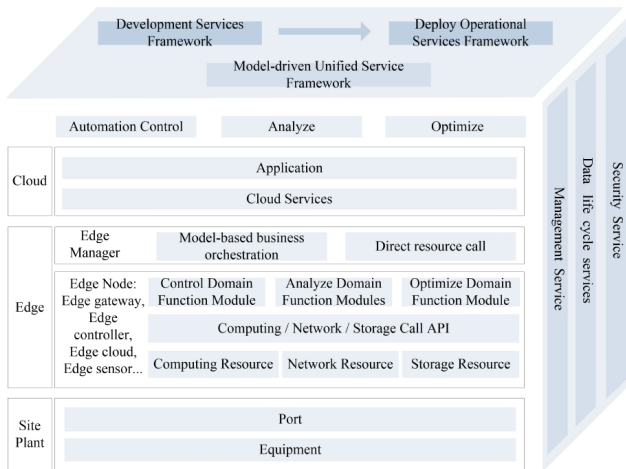 Development Services
Framework
Deploy Operational
Services Framework
Model-driven Unified Service
Framework
Automation Control
Analyze
Optimize
Cloud
Application
Cloud Services
Edge
Edge
Manager
Model-based business
orchestration
Direct resource call
Edge Node:
Edge gateway,
Edge
controller,
Edge cloud,
Edge sensor...
Control Domain
Function Module
Analyze Domain
Function Modules
Optimize Domain
Function Module
Computing / Network / Storage Call API
Computing Resource
Network Resource
Storage Resource
Site
Plant
Port
Equipment
Management Service
Data life cycle services
Security Service